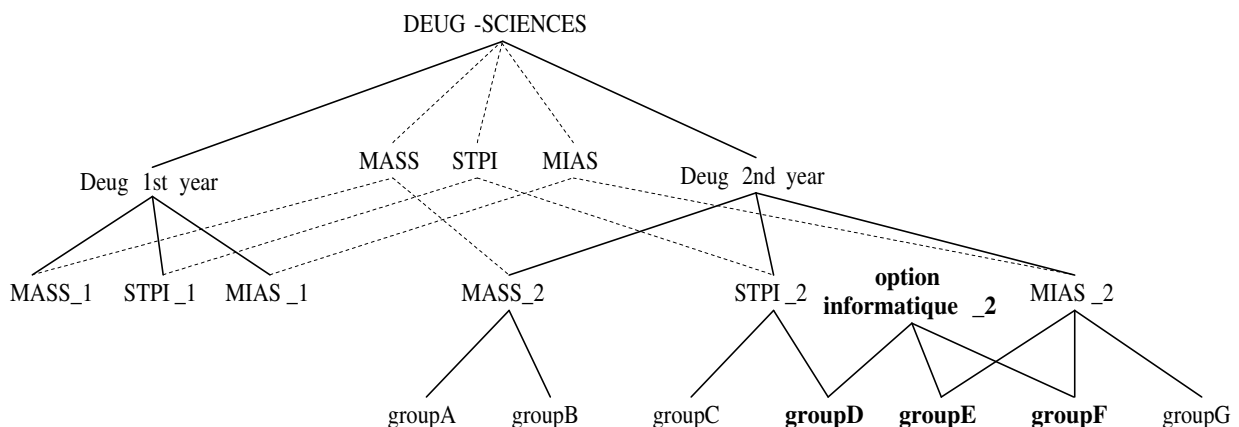 DEUG -SCIENCES
MASS STPI MIAS
Deug 1st year Deug 2nd year
MASS_1 STPI _1 MIAS _1 MASS_2 STPI _2 option MIAS _2
informatique _2
groupA groupB groupC groupD groupE groupF groupG